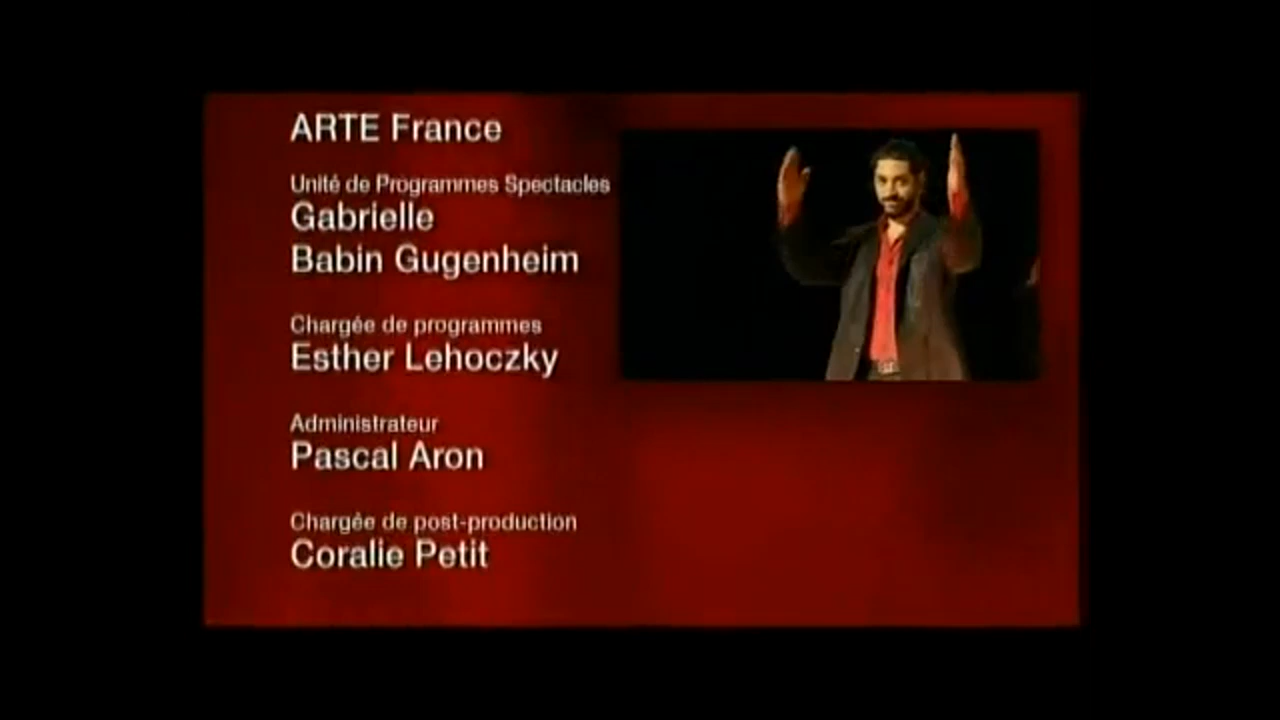 ARTE France
Unité de Programmes Spectacles
Gabrielle
Babin Gugenheim
Chargée de programmes
Esther Lehoczky
Administrateur
Pascal Aron
Chargée de post-production
Coralie Petit